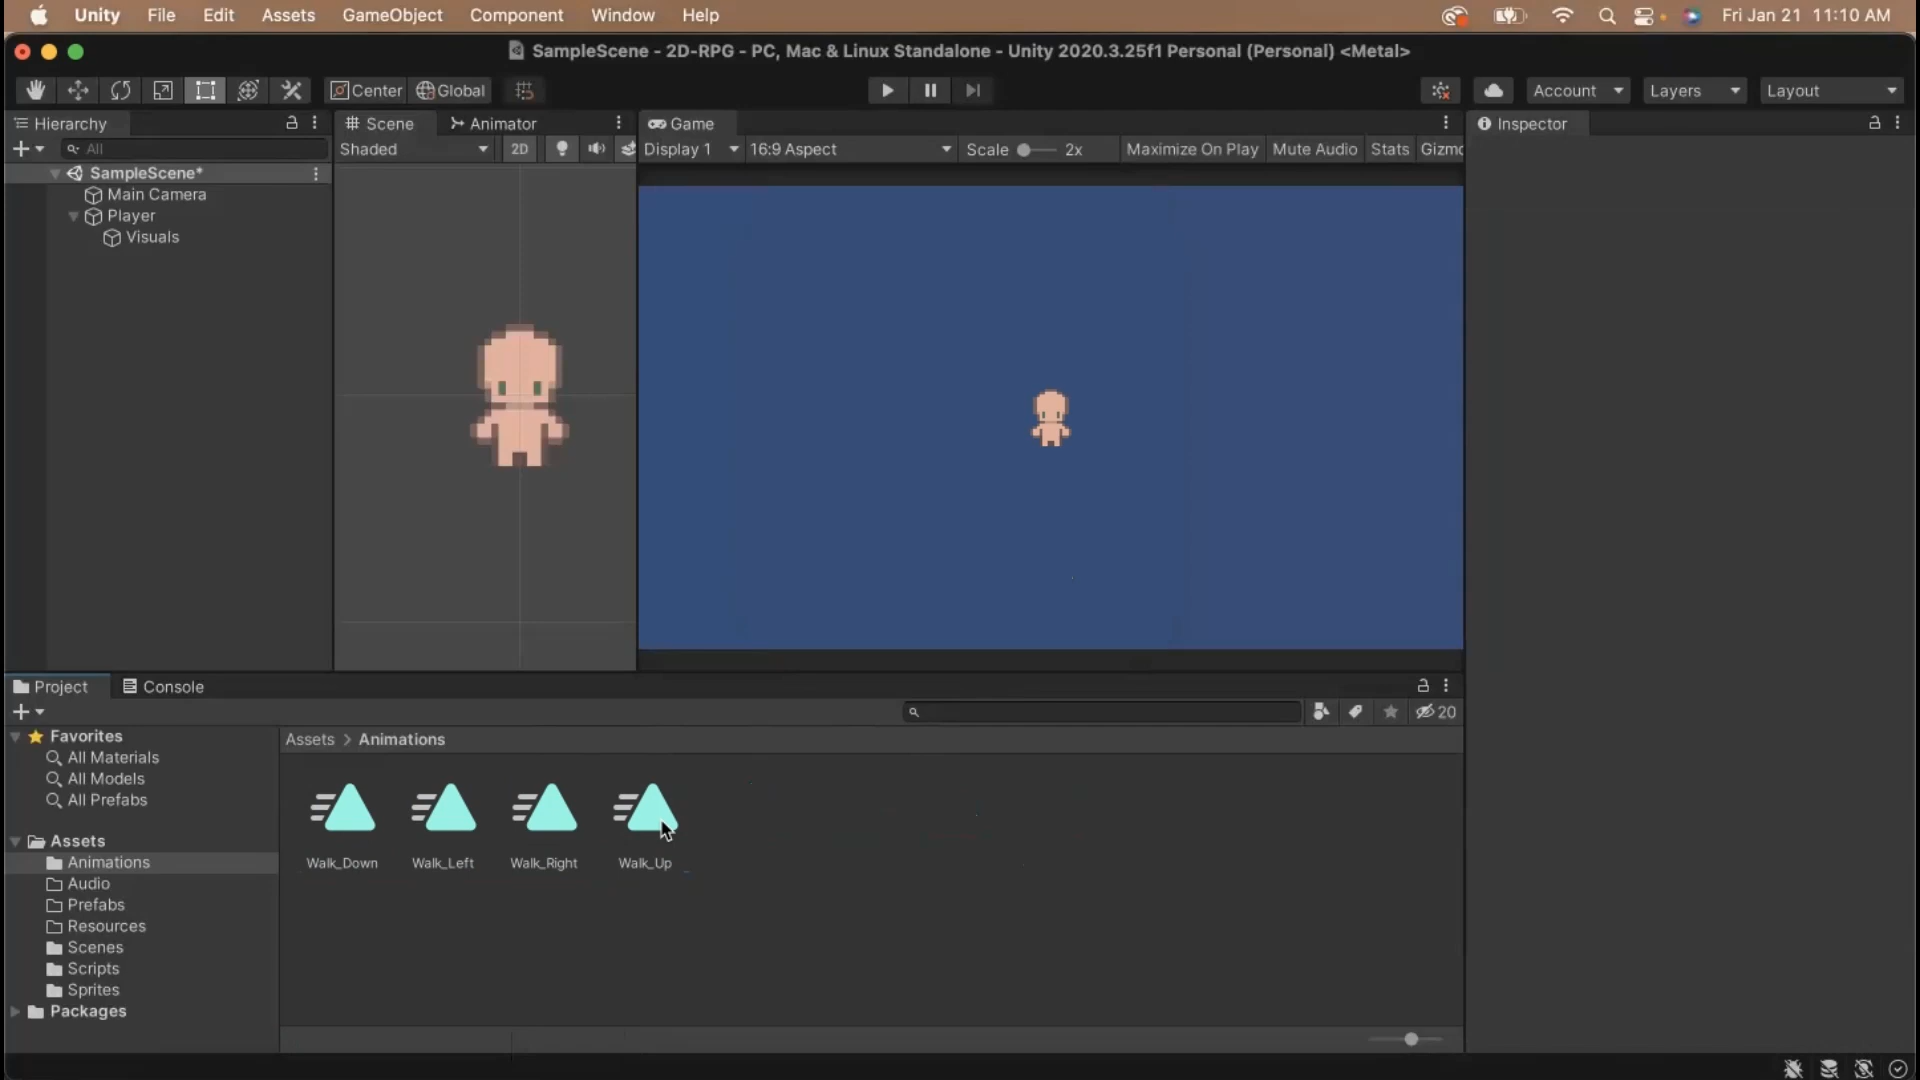 Unity File Edit Assets GameObject Component Window Help Fri Jan 21 11:10 AM
SampleScene - 2D-RPG - PC, Mac & Linux Standalone - Unity 2020.3.25f1 Personal (Personal) <Metal>
Center Global Account Layers Layout
Hierarchy Scene Animator Game Inspector
All Shaded 2D Display 1 16:9 Aspect Scale 2x Maximize On Play Mute Audio Stats Gizmo
SampleScene*
Main Camera
Player
Visuals
Project Console
20
Favorites Assets > Animations
All Materials
All Models
All Prefabs
Assets
Animations Walk_Down Walk_Left Walk_Right Walk_Up
Audio
Prefabs
Resources
Scenes
Scripts
Sprites
Packages